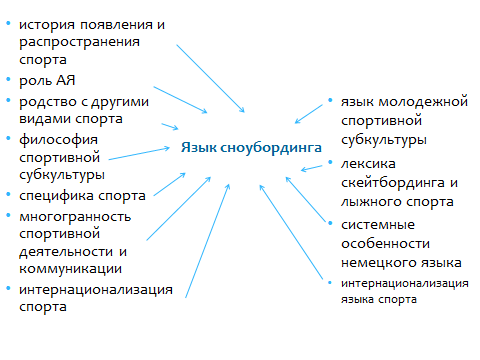 • история появления и
распространения
спорта
• роль АЯ
• родство с другими
видами спорта
• философия
спортивной
субкультуры
• специфика спорта
• многогранность
спортивной
деятельности и
коммуникации
• интернационализация
спорта
Язык сноубординга
• язык молодежной
спортивной
субкультуры
• лексика
скейтбординга и
лыжного спорта
• системные
особенности
немецкого языка
• интернационализация
языка спорта